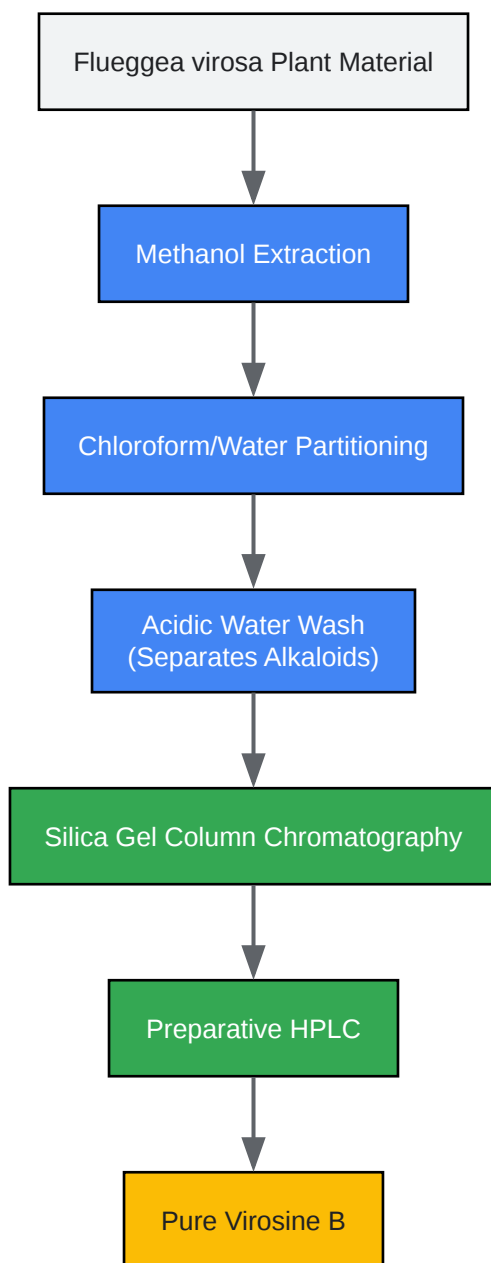 Flueggea virosa Plant Material
Methanol Extraction
Chloroform/Water Partitioning
Acidic Water Wash
(Separates Alkaloids)
Silica Gel Column Chromatography
Preparative HPLC
Pure Virosine B